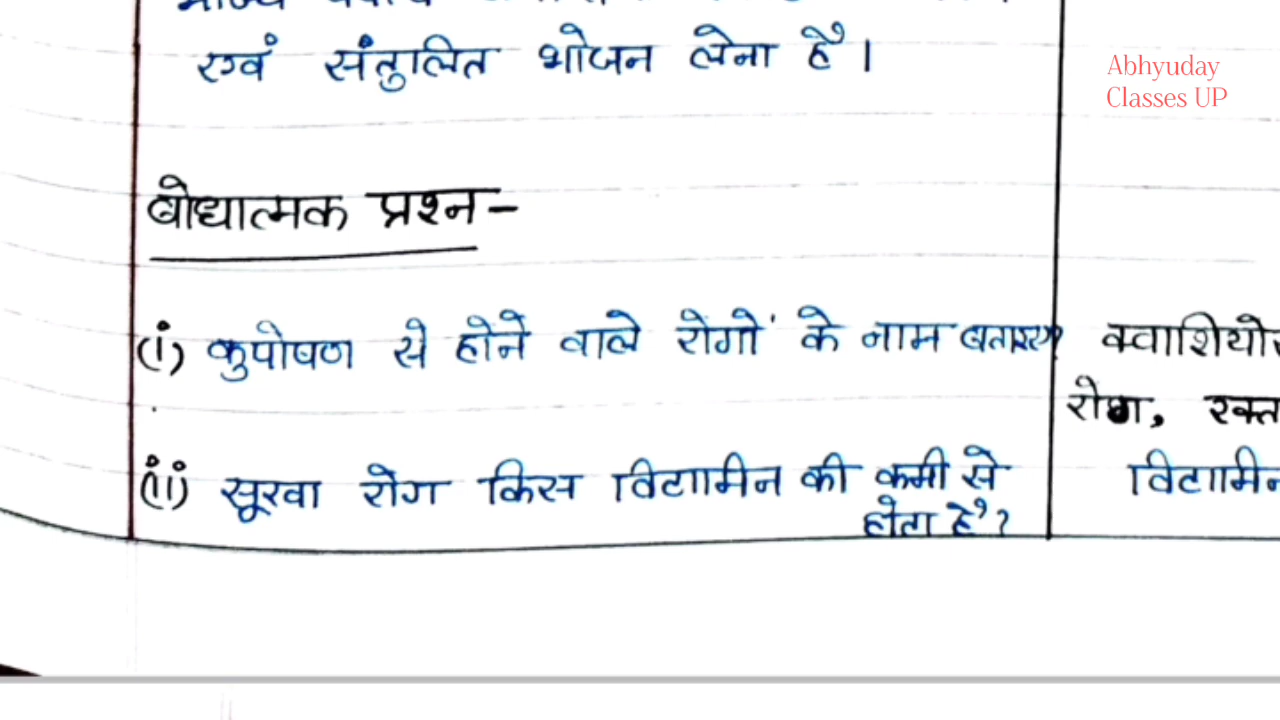 एवं संतुलित भोजन लेना है।
Abhyuday
Classes UP
बोधात्मक प्रश्न-
(i) कुपोषण से होने वाले रोगों के नाम बताइए? क्वाशियो
रोग, रक्त
(ii) सूखा रोग किस विटामीन की कमी से विटामीन
होता है?